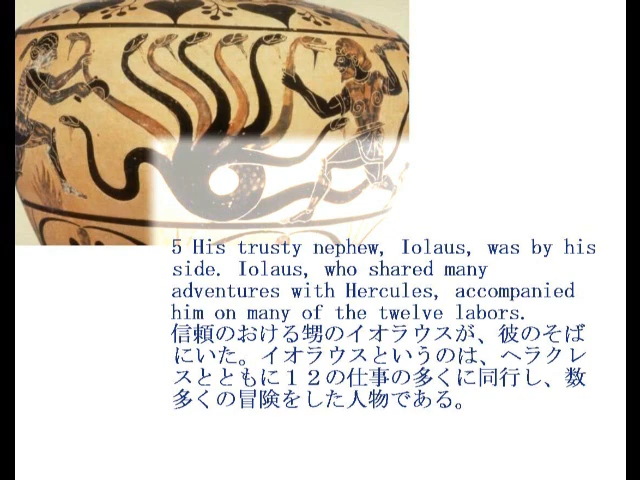 5 His trusty nephew, Iolaus, was by his
side. Iolaus, who shared many
adventures with Hercules, accompanied
him on many of the twelve labors.
信頼のおける甥のイオラウスが、彼のそば
にいた。イオラウスというのは、ヘラクレ
スとともに１２の仕事の多くに同行し、数
多くの冒険をした人物である。